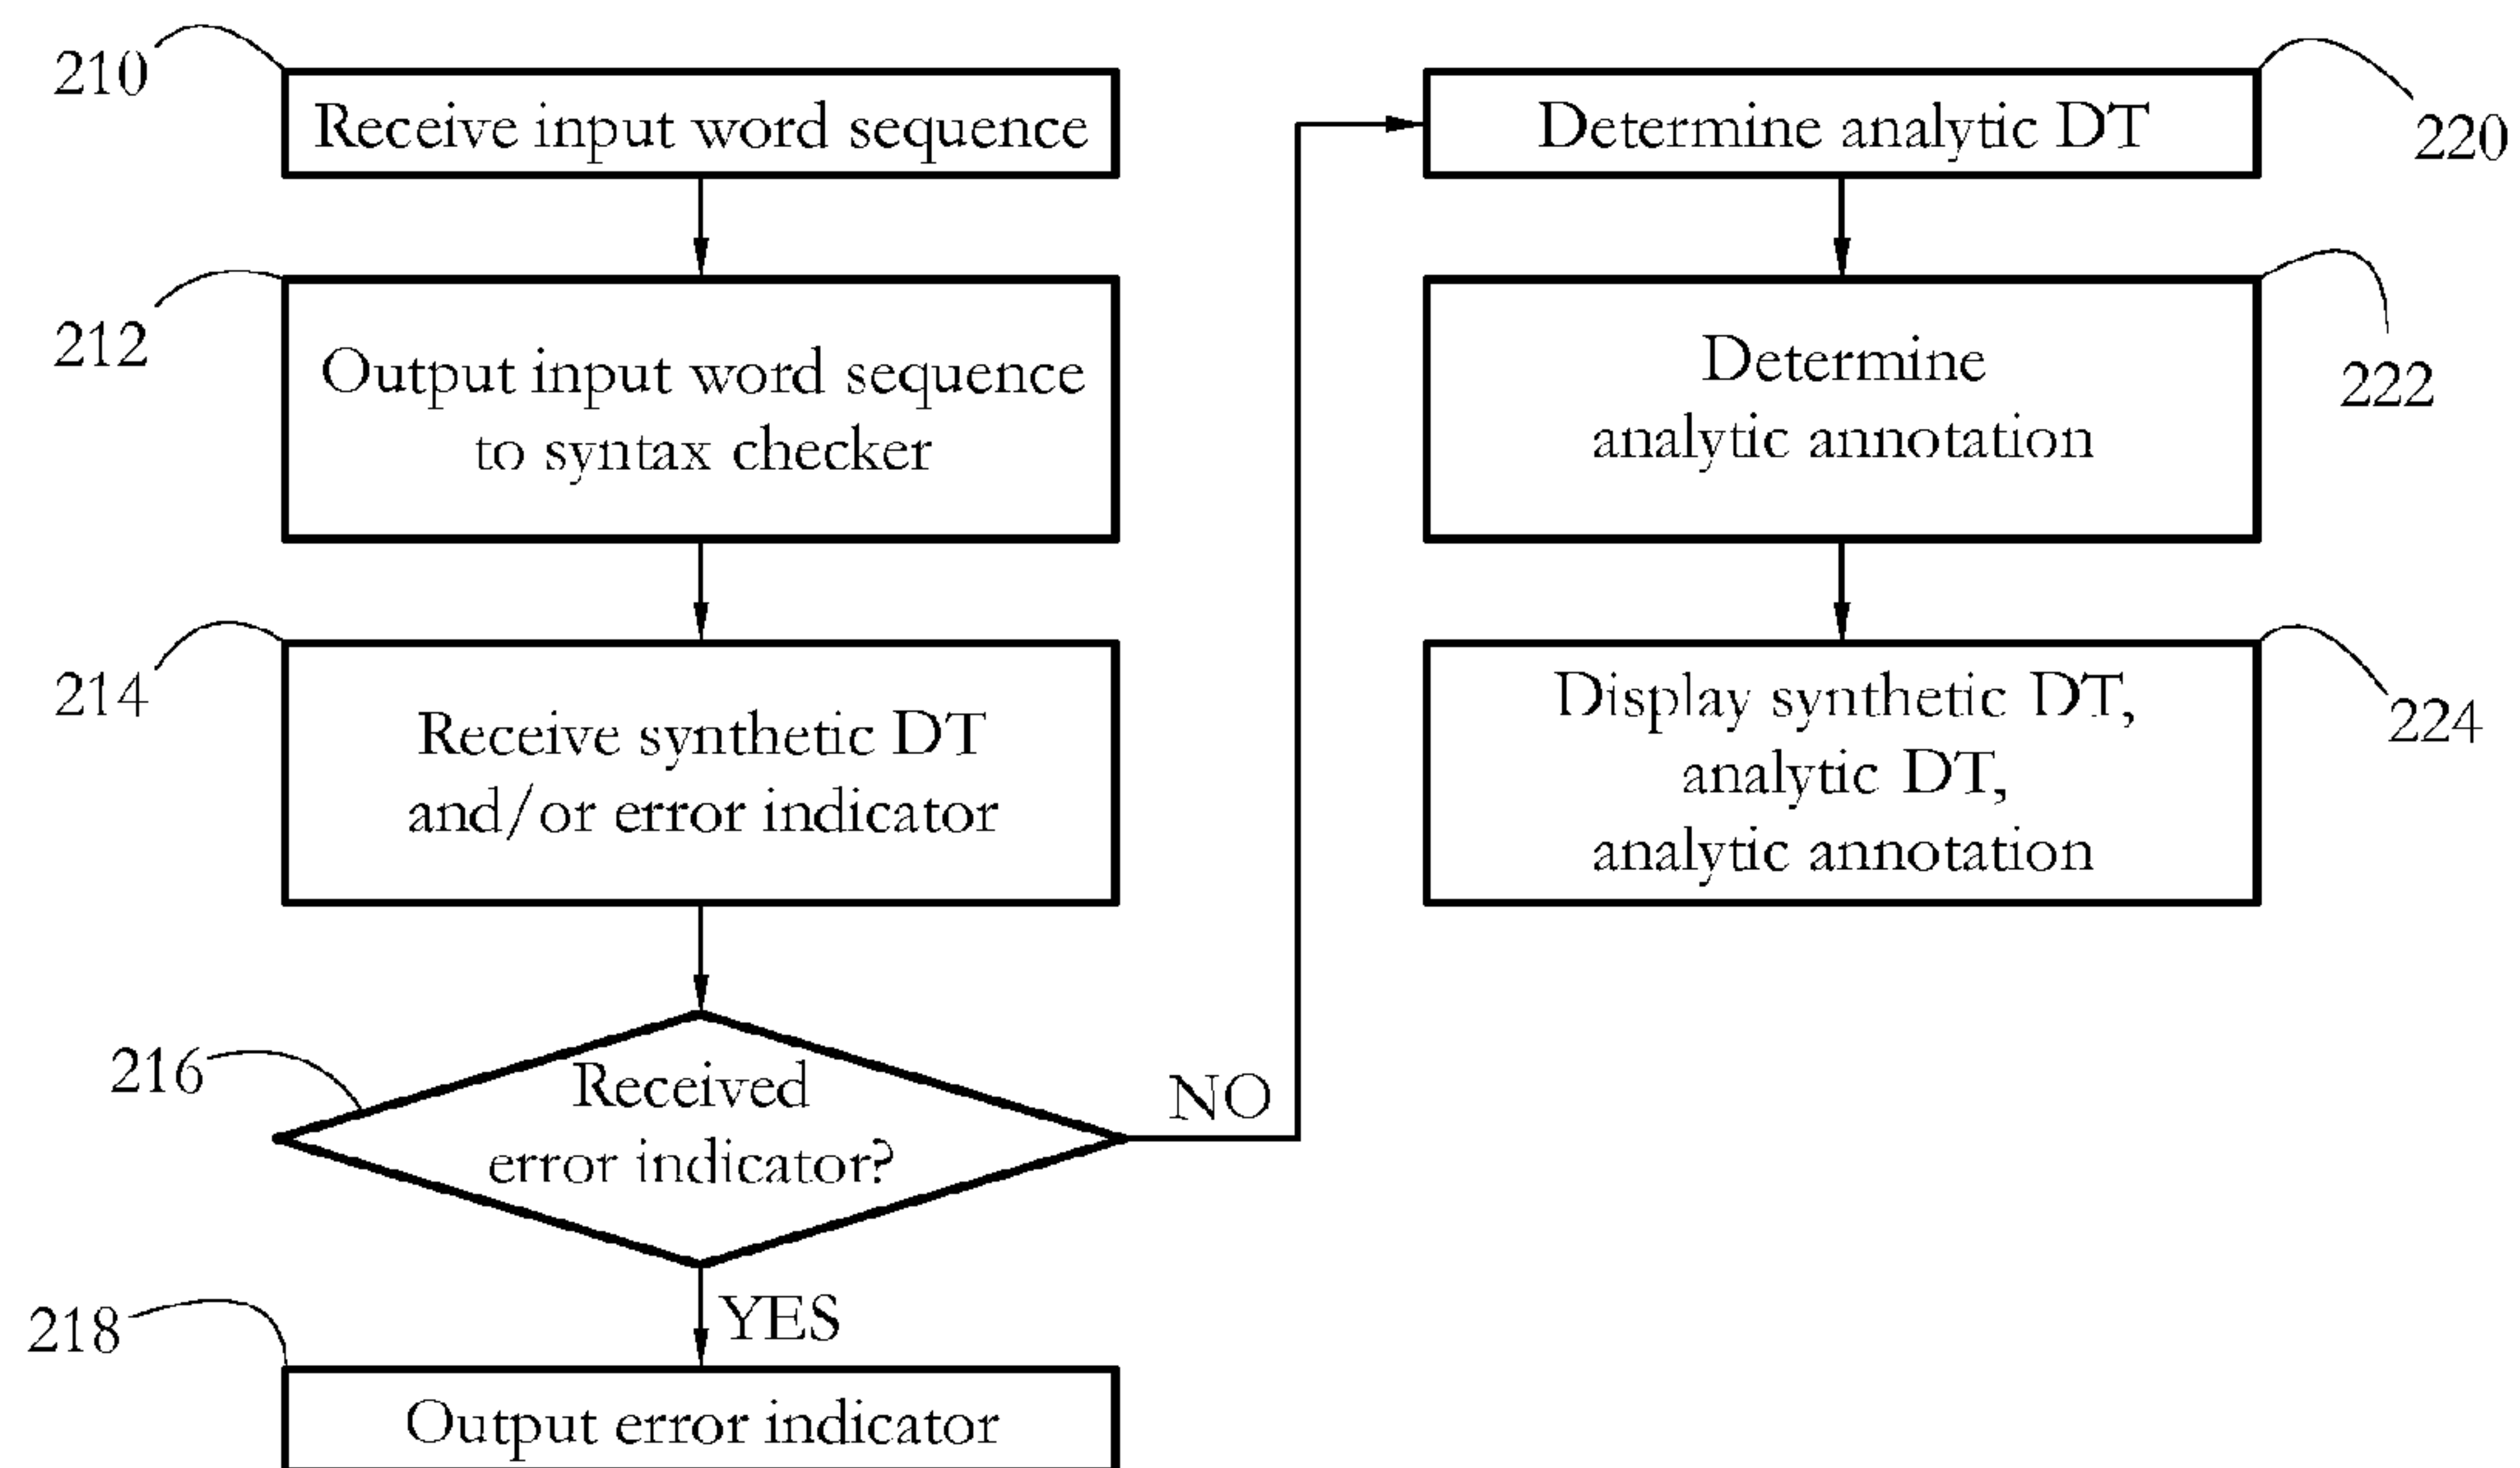 210
Receive input word sequence
212
Output input word sequence
to syntax checker
214
Receive synthetic DT
and/or error indicator
216
Received
error indicator?
NO
YES
218
Output error indicator
Determine analytic DT
220
Determine
analytic annotation
222
Display synthetic DT,
analytic DT,
analytic annotation
224